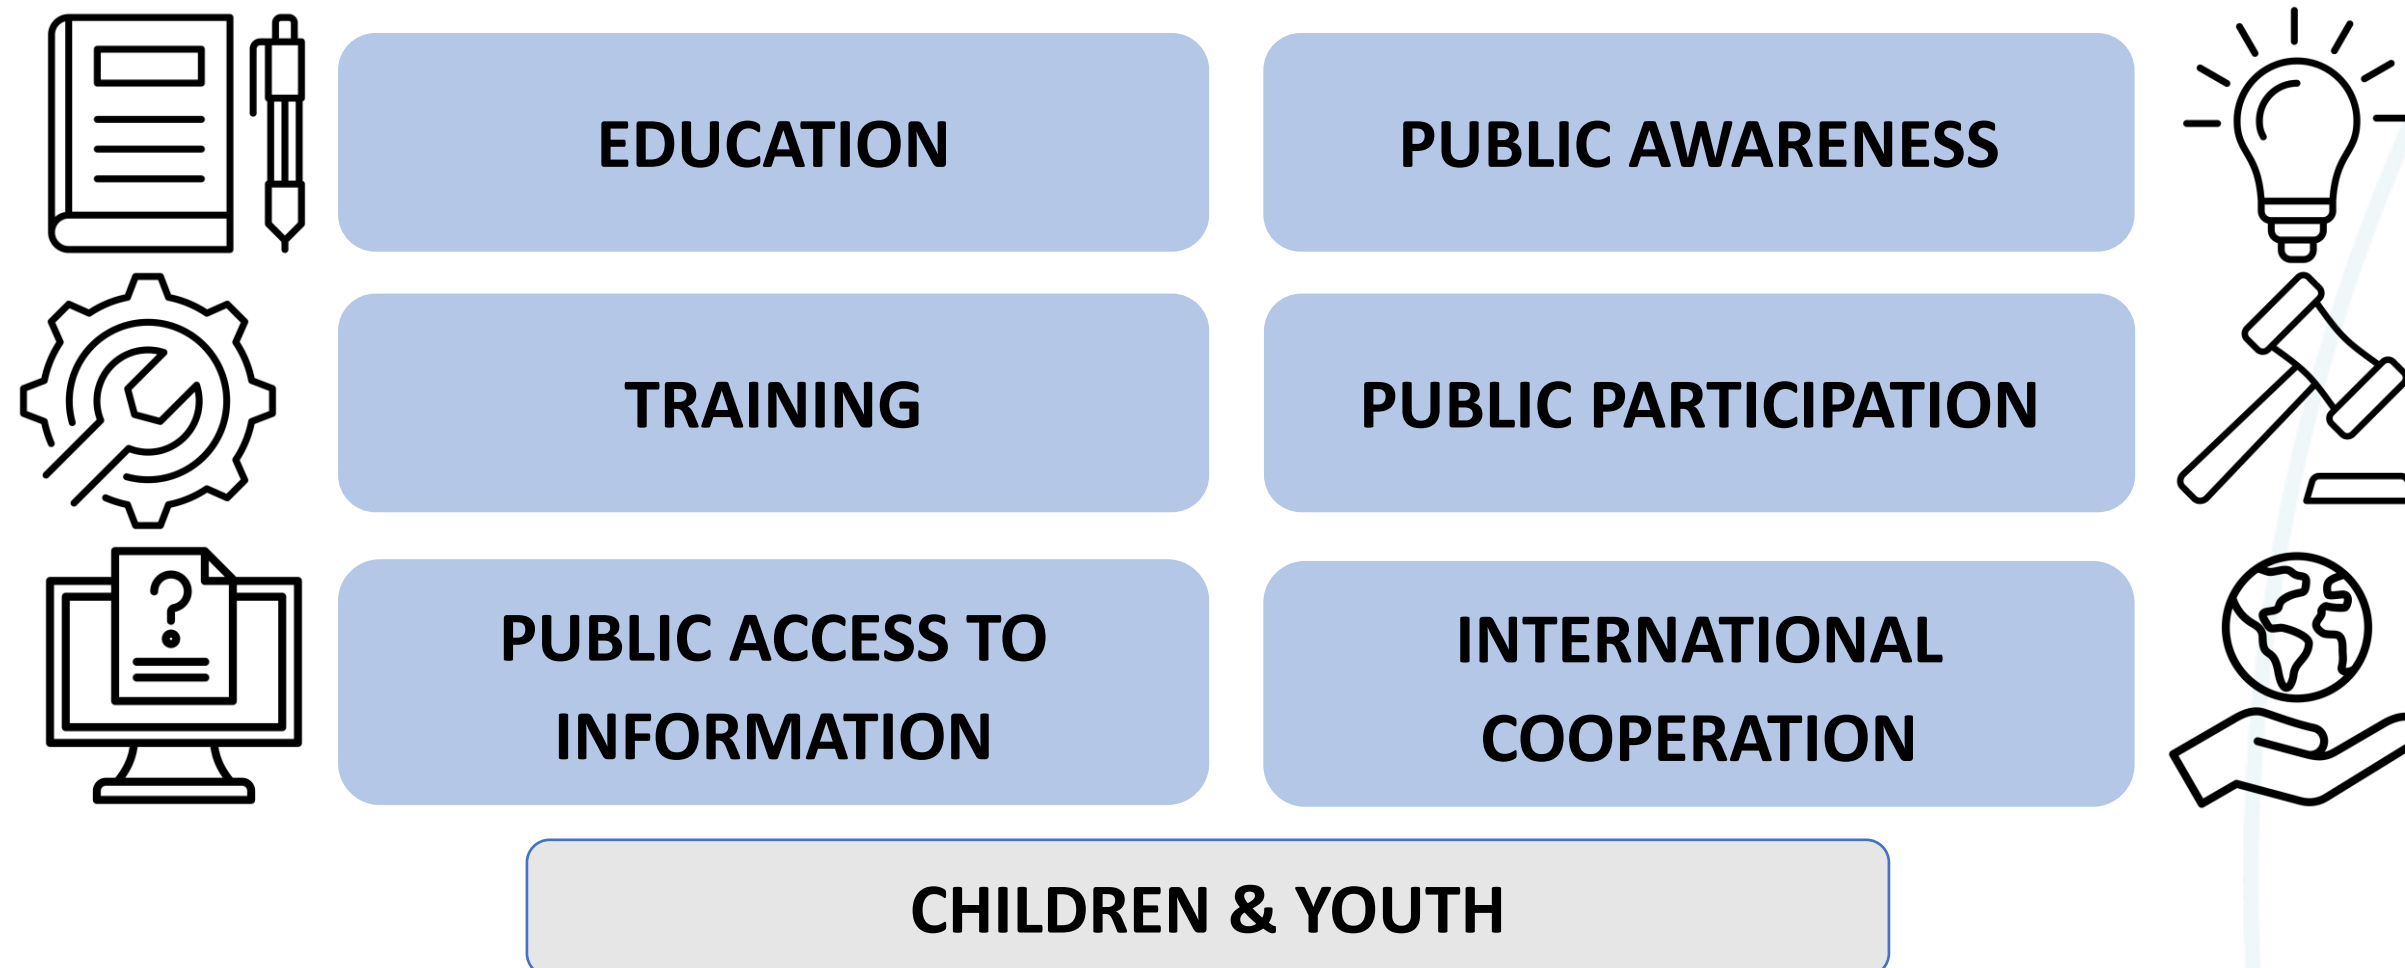 EDUCATION
PUBLIC AWARENESS
TRAINING
PUBLIC PARTICIPATION
PUBLIC ACCESS TO
INFORMATION
INTERNATIONAL
COOPERATION
CHILDREN & YOUTH